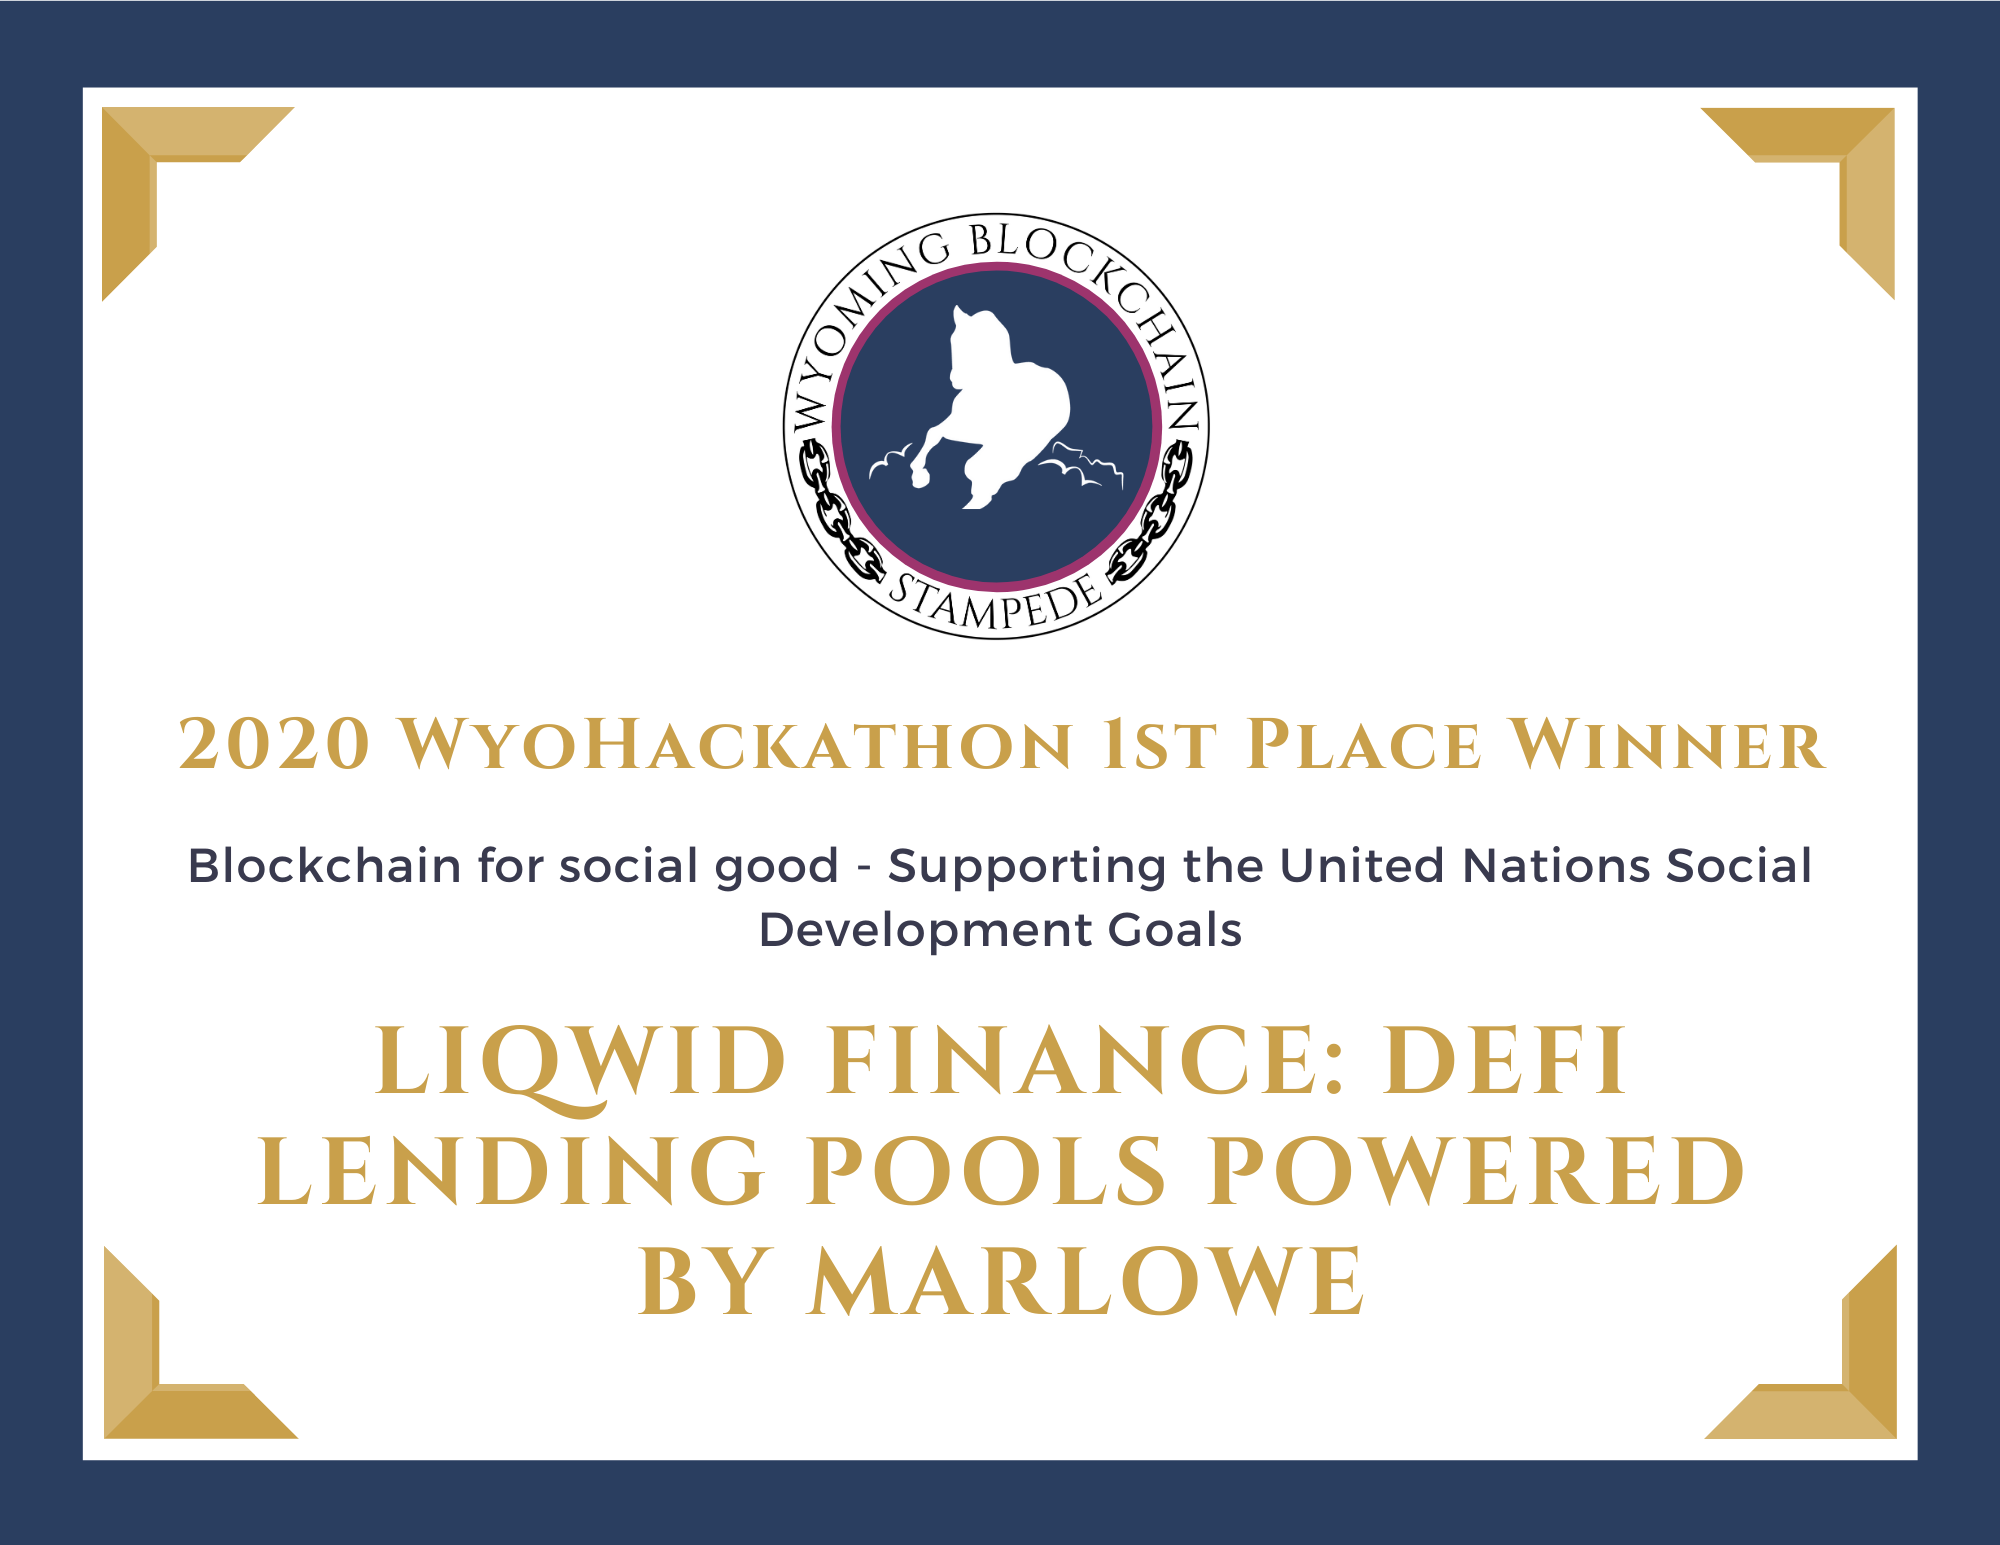 WYOMING BLOCKCHAIN
STAMPEDE
2020 WyoHackathon 1st Place Winner
Blockchain for social good - Supporting the United Nations Social
Development Goals
LIQWID FINANCE: DEFI
LENDING POOLS POWERED
BY MARLOWE